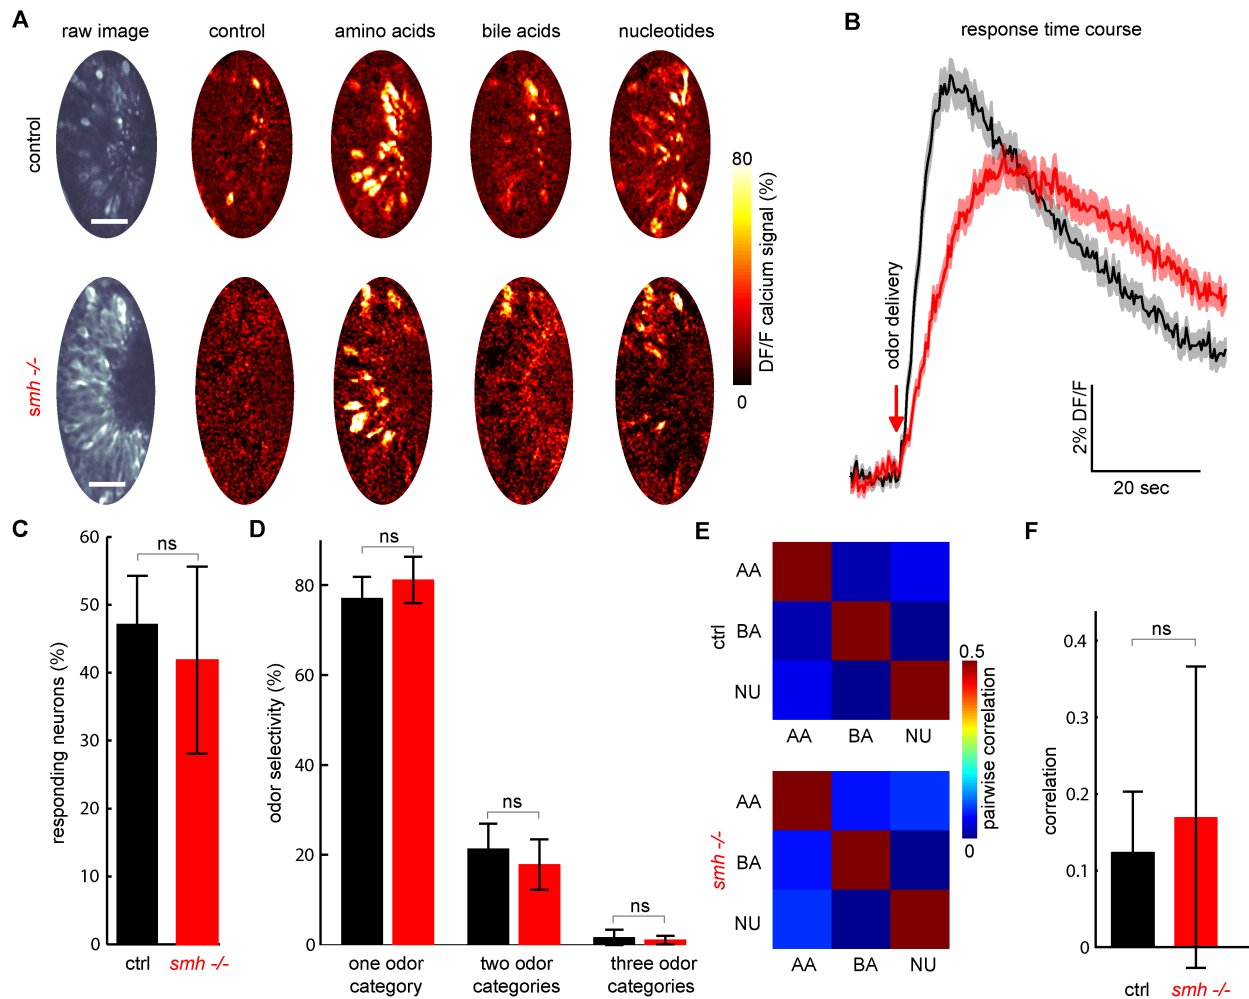 A
raw image
control
amino acids
bile acids
nucleotides
control
smh -/-
80
DF/F calcium signal (%)
0
B
response time course
odor delivery
2% DF/F
20 sec
C
60
50
40
30
20
10
0
responding neurons (%)
ns
ctrl
smh -/-
D
80
60
40
20
0
odor selectivity (%)
ns
ns
ns
one odor
category
two odor
categories
three odor
categories
E
ctrl
AA
BA
NU
AA
BA
NU
smh -/-
AA
BA
NU
AA
BA
NU
0.5
pairwise correlation
0
F
0.4
0.3
0.2
0.1
0
correlation
ns
ctrl
smh -/-